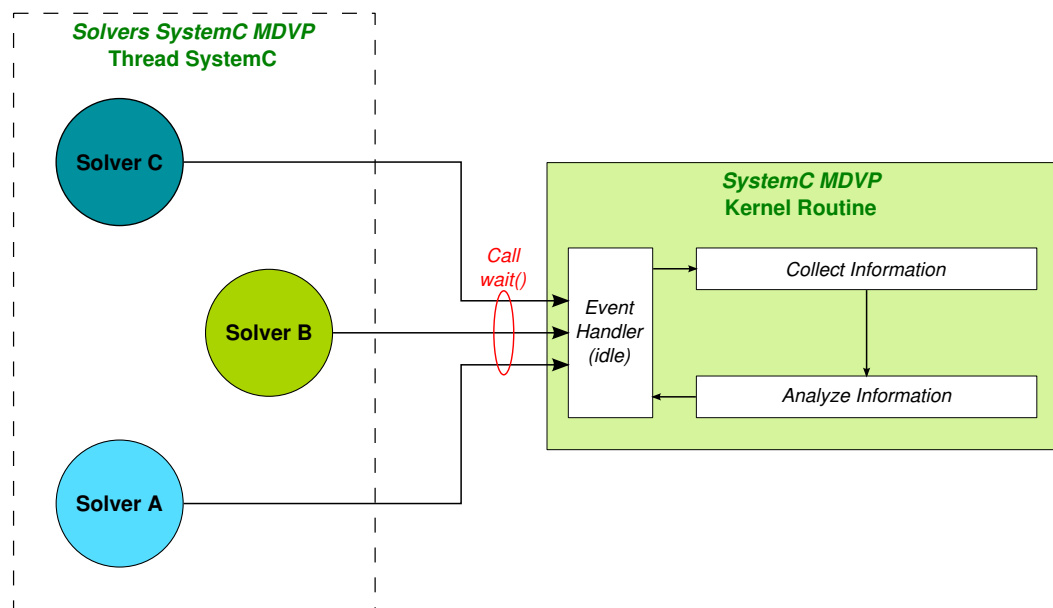 Solvers SystemC MDVP
Thread SystemC
Solver C
Solver B
Solver A
Call
wait()
SystemC MDVP
Kernel Routine
Event
Handler
(idle)
Collect Information
Analyze Information